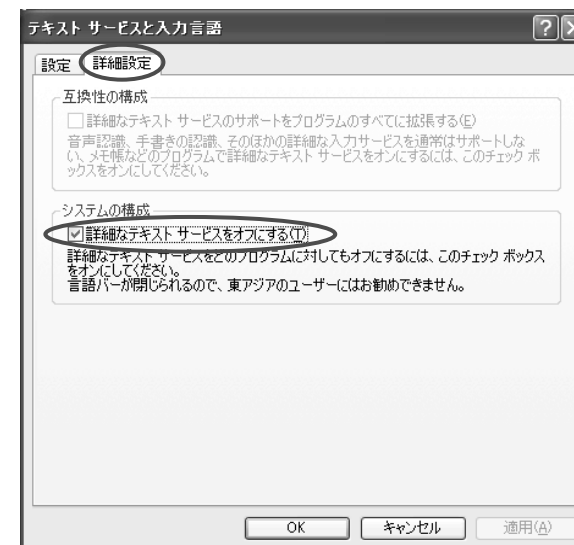 テキスト サービスと入力言語
設定 詳細設定
互換性の構成
詳細なテキスト サービスのサポートをプログラムのすべてに拡張する(E)
音声認識、手書きの認識、そのほかの詳細な入力サービスを通常はサポートしな
い、メモ帳などのプログラムで詳細なテキスト サービスをオンにするには、このチェック ボ
ックスをオンにしてください。
システムの構成
詳細なテキスト サービスをオフにする(T)
詳細なテキスト サービスをどのプログラムに対してもオフにするには、このチェック ボックス
をオンにしてください。
言語バーが閉じられるので、東アジアのユーザーにはお勧めできません。
OK キャンセル 適用(A)